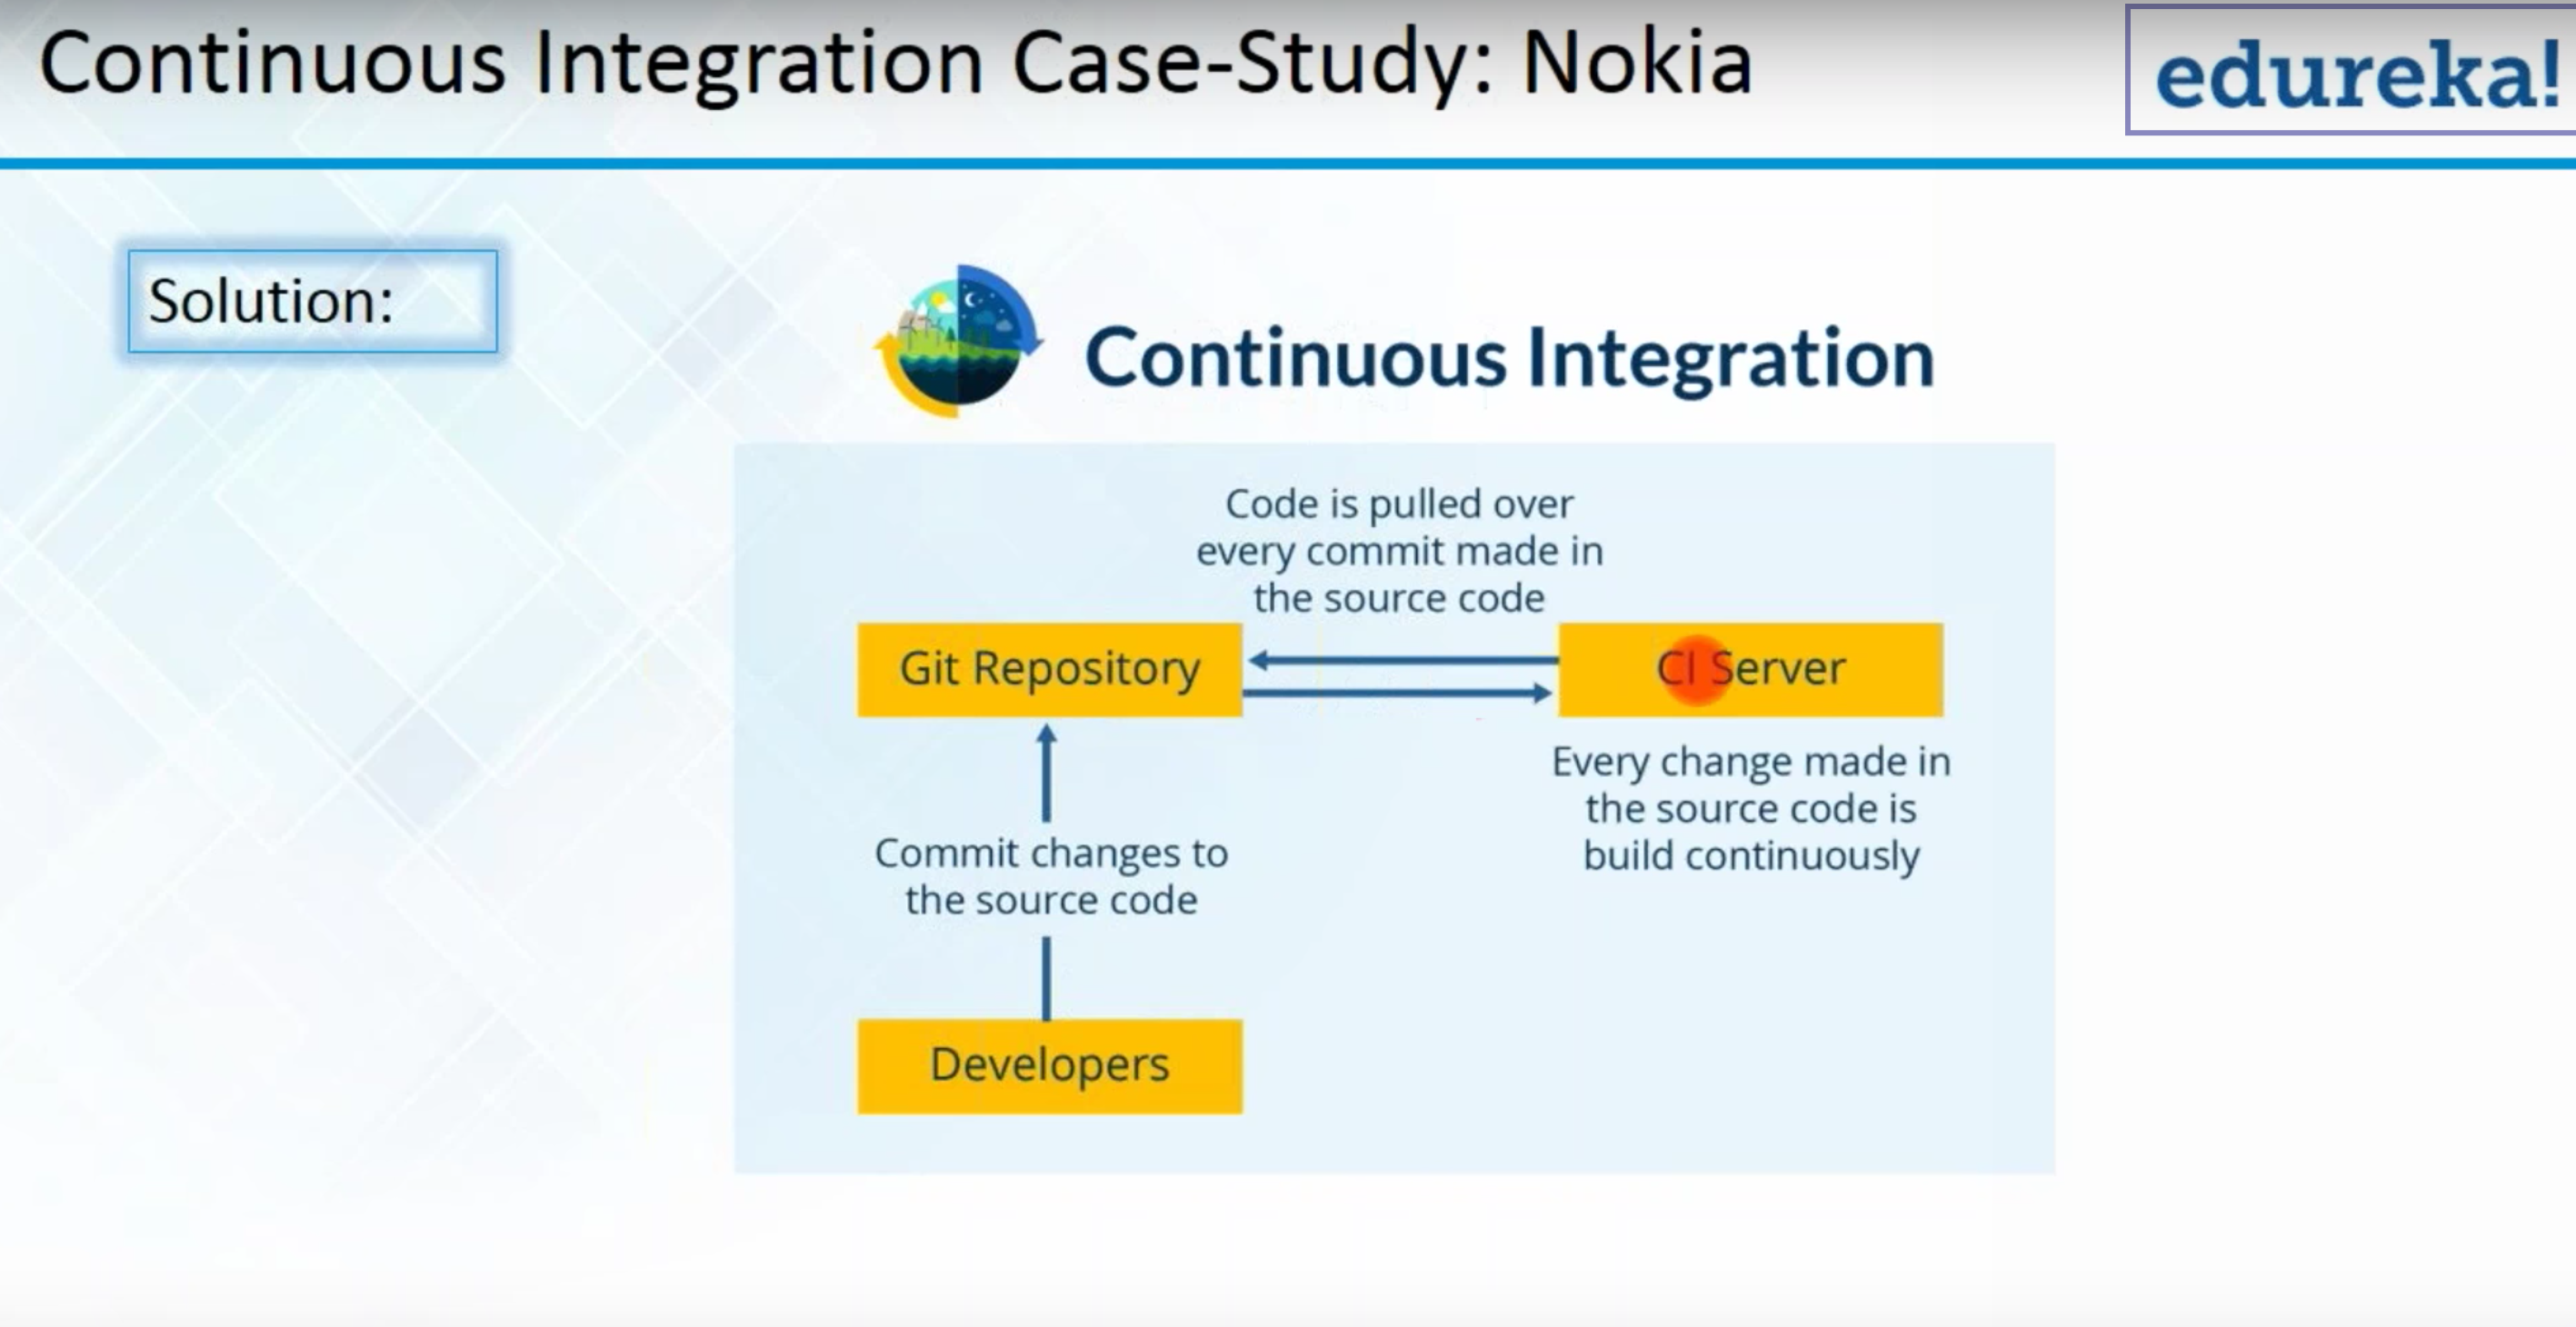 Continuous Integration Case-Study: Nokia
edureka!
Solution:
Continuous Integration
Code is pulled over
every commit made in
the source code
Git Repository
CI Server
Every change made in
the source code is
build continuously
Commit changes to
the source code
Developers